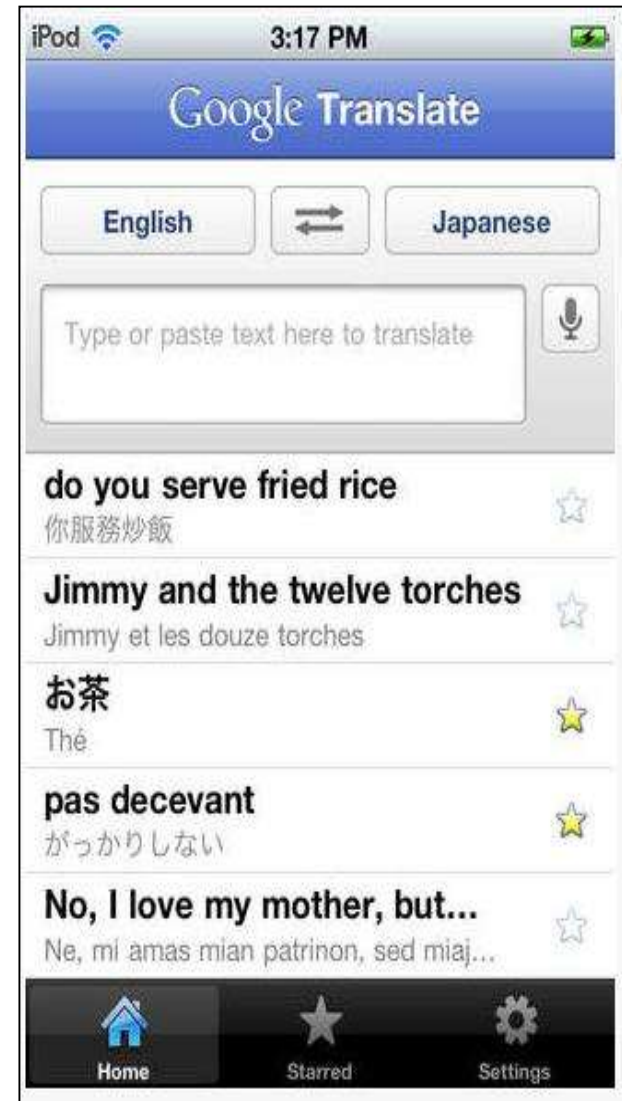 iPod 3:17 PM
Google Translate
English Japanese
Type or paste text here to translate
do you serve fried rice
你服務炒飯
Jimmy and the twelve torches
Jimmy et les douze torches
お茶
Thé
pas decevant
がっかりしない
No, I love my mother, but...
Ne, mi amas mian patrinon, sed miaj...
Home Starred Settings